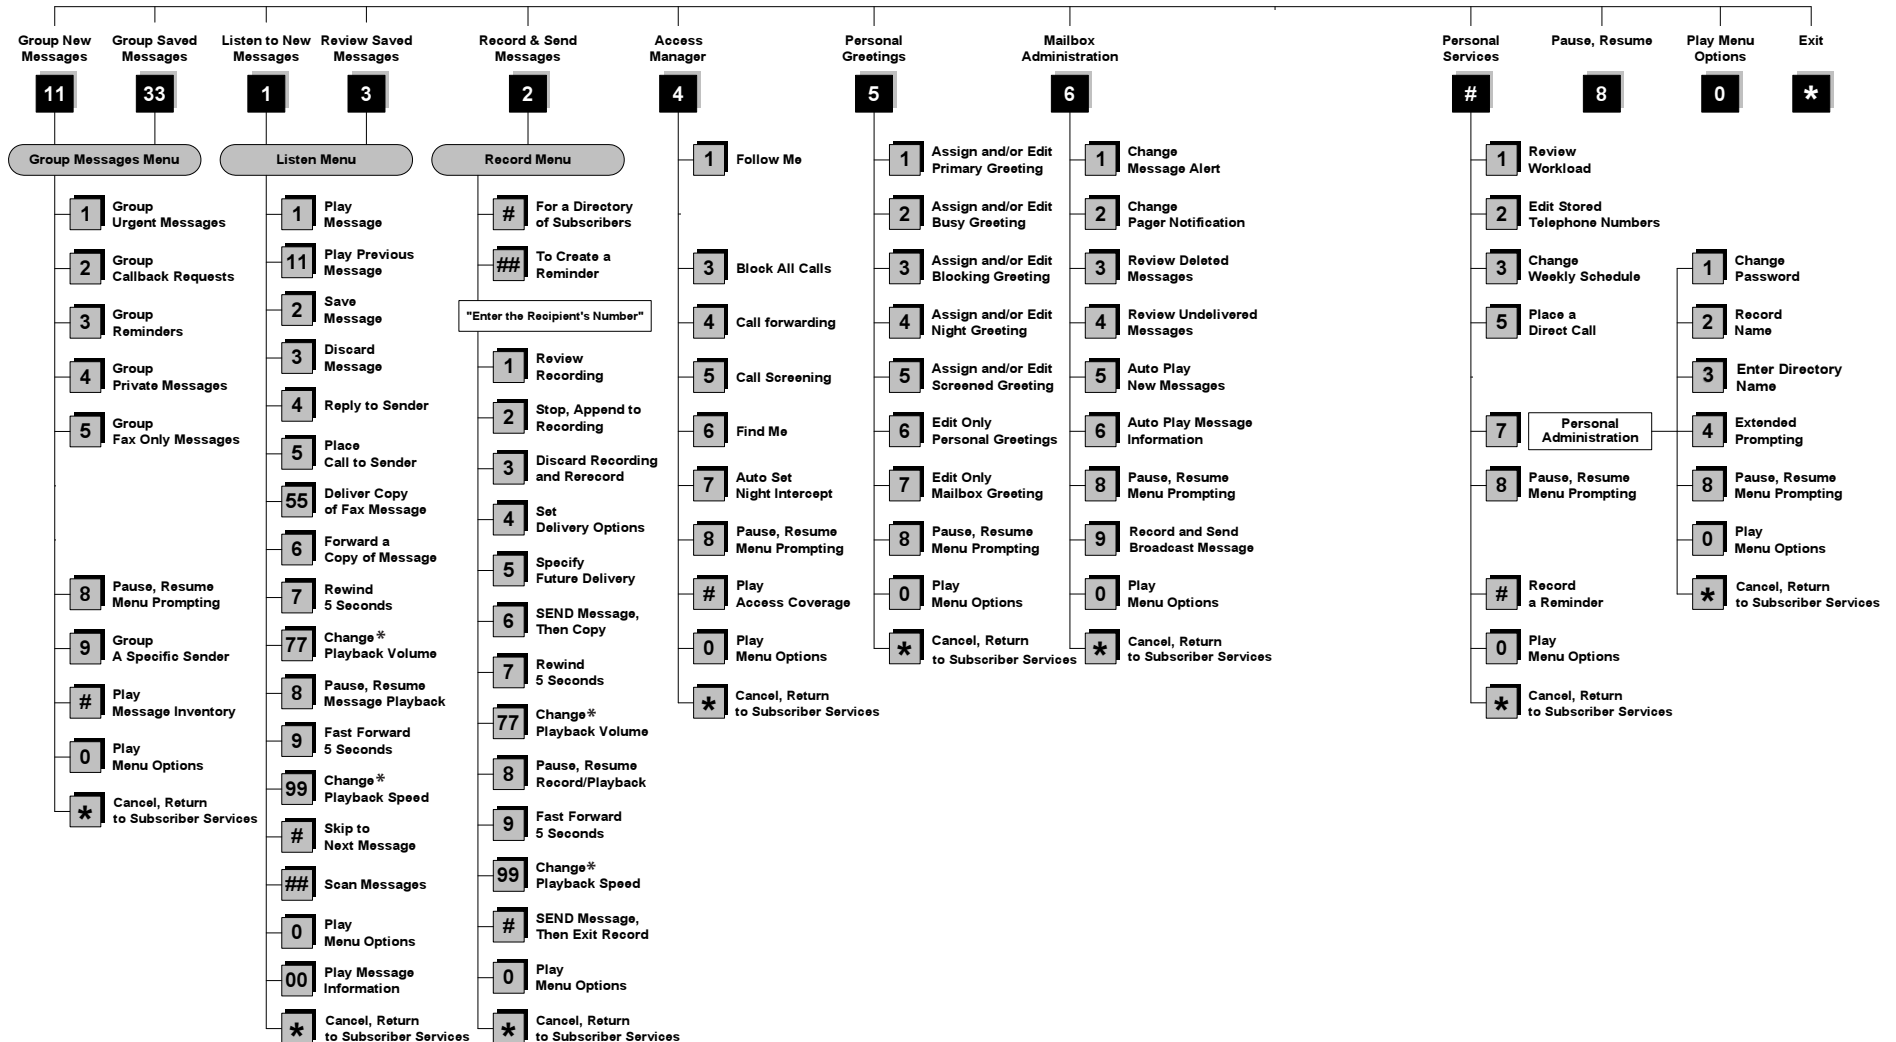 Group New
Messages
11
Group Saved
Messages
33
Listen to New
Messages
1
Review Saved
Messages
3
Record & Send
Messages
2
Access
Manager
4
Personal
Greetings
5
Mailbox
Administration
6
Personal
Services
#
Pause, Resume
8
Play Menu
Options
0
Exit
*
Group Messages Menu
1
Group
Urgent Messages
2
Group
Callback Requests
3
Group
Reminders
4
Group
Private Messages
5
Group
Fax Only Messages
8
Pause, Resume
Menu Prompting
9
Group
A Specific Sender
#
Play
Message Inventory
0
Play
Menu Options
*
Cancel, Return
to Subscriber Services
Listen Menu
1
Play
Message
11
Play Previous
Message
2
Save
Message
3
Discard
Message
4
Reply to Sender
5
Place
Call to Sender
55
Deliver Copy
of Fax Message
6
Forward a
Copy of Message
7
Rewind
5 Seconds
77
Change*
Playback Volume
8
Pause, Resume
Message Playback
9
Fast Forward
5 Seconds
99
Change*
Playback Speed
#
Skip to
Next Message
##
Scan Messages
0
Play
Menu Options
00
Play Message
Information
*
Cancel, Return
to Subscriber Services
Record Menu
#
For a Directory
of Subscribers
##
To Create a
Reminder
"Enter the Recipient's Number"
1
Review
Recording
2
Stop, Append to
Recording
3
Discard Recording
and Rerecord
4
Set
Delivery Options
5
Specify
Future Delivery
6
SEND Message,
Then Copy
7
Rewind
5 Seconds
77
Change*
Playback Volume
8
Pause, Resume
Record/Playback
9
Fast Forward
5 Seconds
99
Change*
Playback Speed
#
SEND Message,
Then Exit Record
0
Play
Menu Options
*
Cancel, Return
to Subscriber Services
1
Follow Me
3
Block All Calls
4
Call forwarding
5
Call Screening
6
Find Me
7
Auto Set
Night Intercept
8
Pause, Resume
Menu Prompting
#
Play
Access Coverage
0
Play
Menu Options
*
Cancel, Return
to Subscriber Services
1
Assign and/or Edit
Primary Greeting
2
Assign and/or Edit
Busy Greeting
3
Assign and/or Edit
Blocking Greeting
4
Assign and/or Edit
Night Greeting
5
Assign and/or Edit
Screened Greeting
6
Edit Only
Personal Greetings
7
Edit Only
Mailbox Greeting
8
Pause, Resume
Menu Prompting
0
Play
Menu Options
*
Cancel, Return
to Subscriber Services
1
Change
Message Alert
2
Change
Pager Notification
3
Review Deleted
Messages
4
Review Undelivered
Messages
5
Auto Play
New Messages
6
Auto Play Message
Information
8
Pause, Resume
Menu Prompting
9
Record and Send
Broadcast Message
0
Play
Menu Options
*
Cancel, Return
to Subscriber Services
1
Review
Workload
2
Edit Stored
Telephone Numbers
3
Change
Weekly Schedule
5
Place a
Direct Call
7
Personal
Administration
8
Pause, Resume
Menu Prompting
#
Record
a Reminder
0
Play
Menu Options
*
Cancel, Return
to Subscriber Services
1
Change
Password
2
Record
Name
3
Enter Directory
Name
4
Extended
Prompting
8
Pause, Resume
Menu Prompting
0
Play
Menu Options
*
Cancel, Return
to Subscriber Services